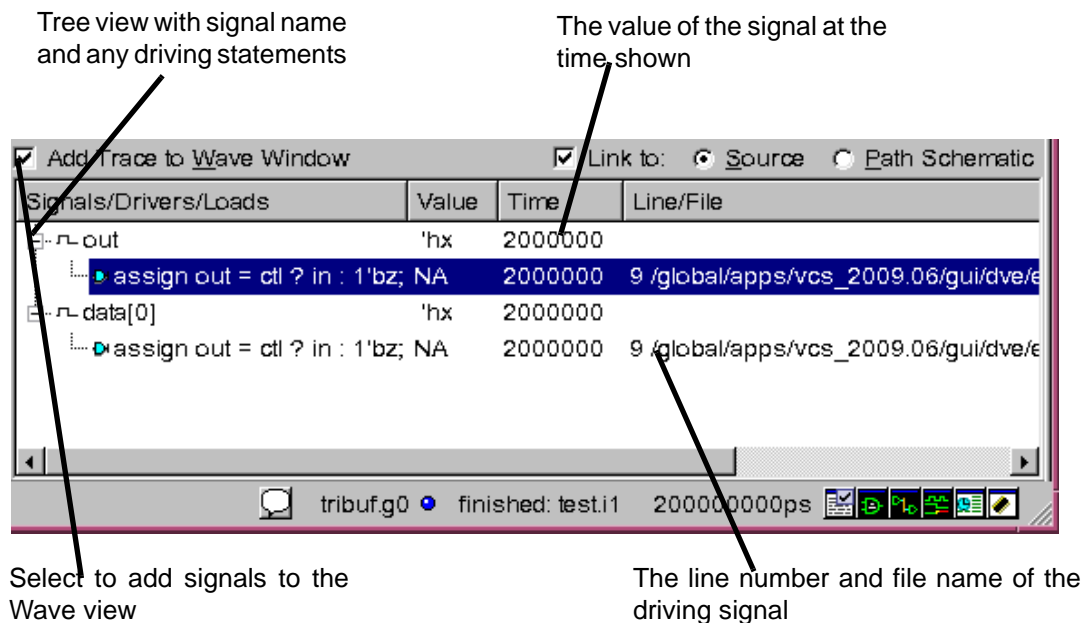 Tree view with signal name
and any driving statements
The value of the signal at the
time shown
Add Trace to Wave Window Link to: Source Path Schematic
Signals/Drivers/Loads Value Time Line/File
out 'hx 2000000
assign out = ctl ? in : 1'bz; NA 2000000 9 /global/apps/vcs_2009.06/gui/dve/e
data[0] 'hx 2000000
assign out = ctl ? in : 1'bz; NA 2000000 9 /global/apps/vcs_2009.06/gui/dve/e
tribuf.g0 finished: test.i1 200000000ps
Select to add signals to the
Wave view
The line number and file name of the
driving signal